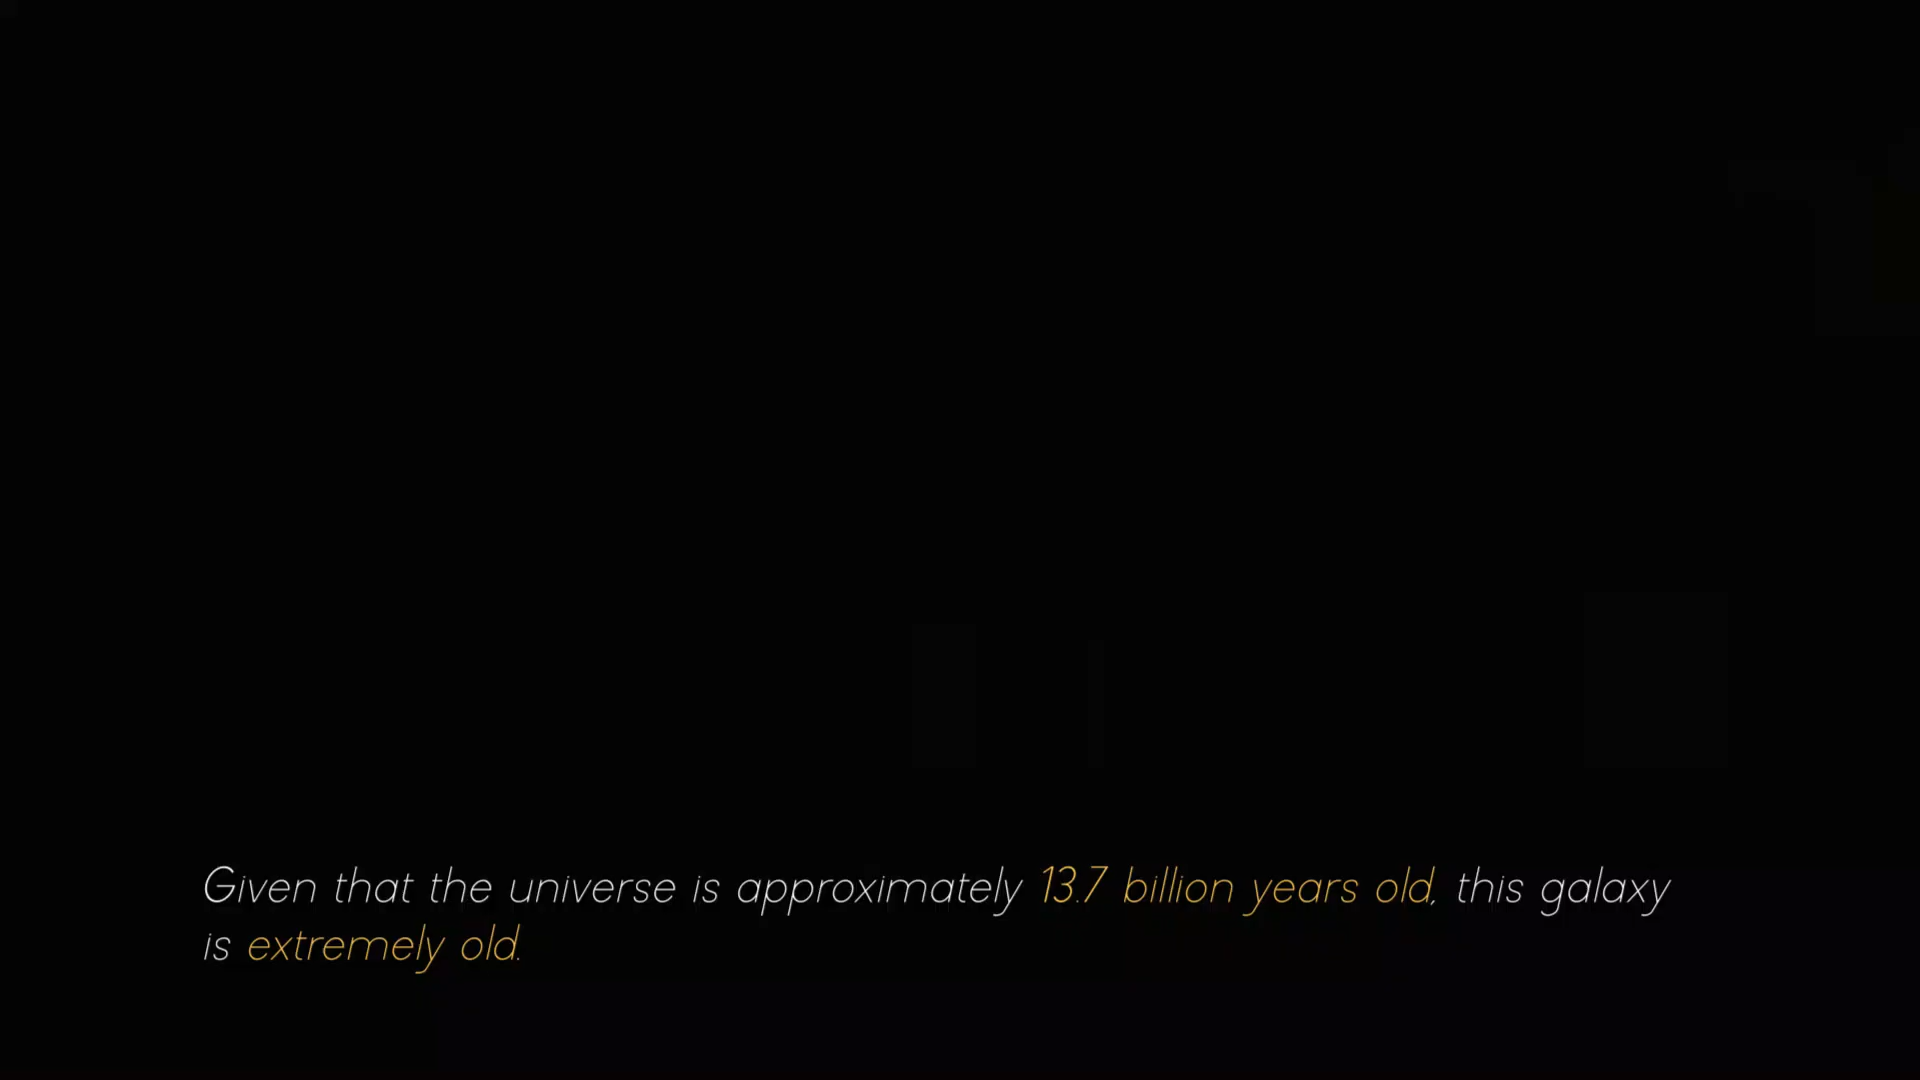 Given that the universe is approximately 13.7 billion years old, this galaxy
is extremely old.